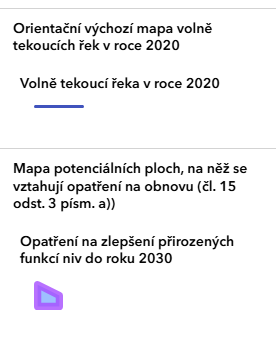 Orientační výchozí mapa volně
tekoucích řek v roce 2020
Volně tekoucí řeka v roce 2020
Mapa potenciálních ploch, na něž se
vztahují opatření na obnovu (čl. 15
odst. 3 písm. a))
Opatření na zlepšení přirozených
funkcí niv do roku 2030